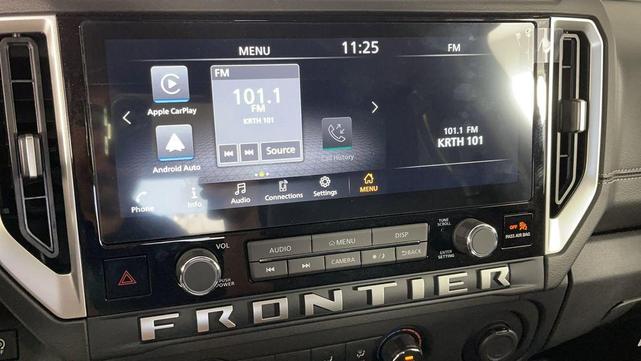 MENU 11:25 FM
FM
101.1
FM
KRTH 101
Source
Apple CarPlay
Android Auto
Call History
101.1 FM
KRTH 101
Phone
Info
Audio
Connections
Settings
MENU
VOL
PUSH
POWER
AUDIO
MENU
DISP
CAMERA
BACK
TUNE
SCROLL
ENTER
SETTING
OFF
PASS AIR BAG
FRONTIER